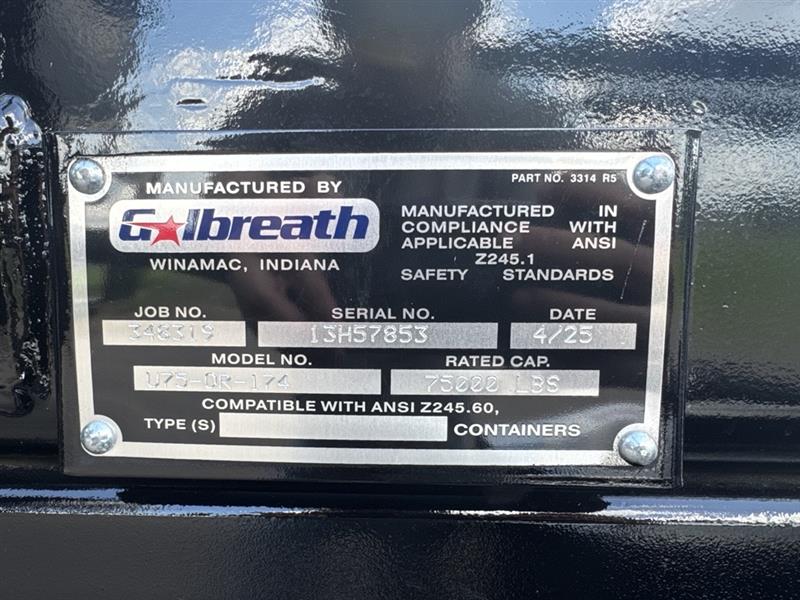 PART NO. 3314 R5
MANUFACTURED BY
Galbreath
WINAMAC, INDIANA
MANUFACTURED IN
COMPLIANCE WITH
APPLICABLE ANSI
Z245.1
SAFETY STANDARDS
JOB NO. SERIAL NO. DATE
348319 13H57853 4/25
MODEL NO. RATED CAP.
U75-OR-174 75000 LBS
COMPATIBLE WITH ANSI Z245.60,
TYPE (S) CONTAINERS